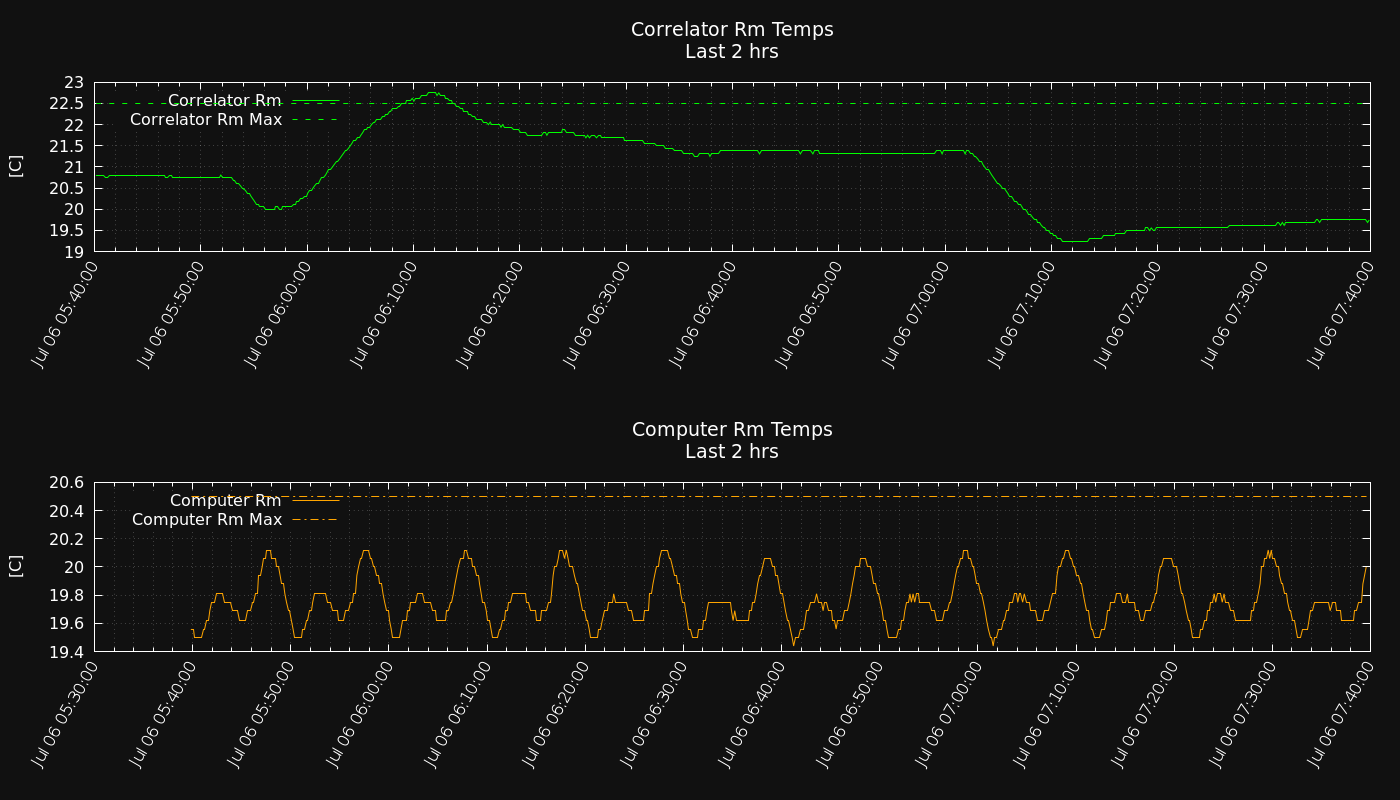 Correlator Rm Temps
Last 2 hrs
23
22.5
22
21.5
21
20.5
20
19.5
19
[C]
Correlator Rm
Correlator Rm Max
Jul 06 05:40:00
Jul 06 05:50:00
Jul 06 06:00:00
Jul 06 06:10:00
Jul 06 06:20:00
Jul 06 06:30:00
Jul 06 06:40:00
Jul 06 06:50:00
Jul 06 07:00:00
Jul 06 07:10:00
Jul 06 07:20:00
Jul 06 07:30:00
Jul 06 07:40:00
Computer Rm Temps
Last 2 hrs
20.6
20.4
20.2
20
19.8
19.6
19.4
[C]
Computer Rm
Computer Rm Max
Jul 06 05:30:00
Jul 06 05:40:00
Jul 06 05:50:00
Jul 06 06:00:00
Jul 06 06:10:00
Jul 06 06:20:00
Jul 06 06:30:00
Jul 06 06:40:00
Jul 06 06:50:00
Jul 06 07:00:00
Jul 06 07:10:00
Jul 06 07:20:00
Jul 06 07:30:00
Jul 06 07:40:00